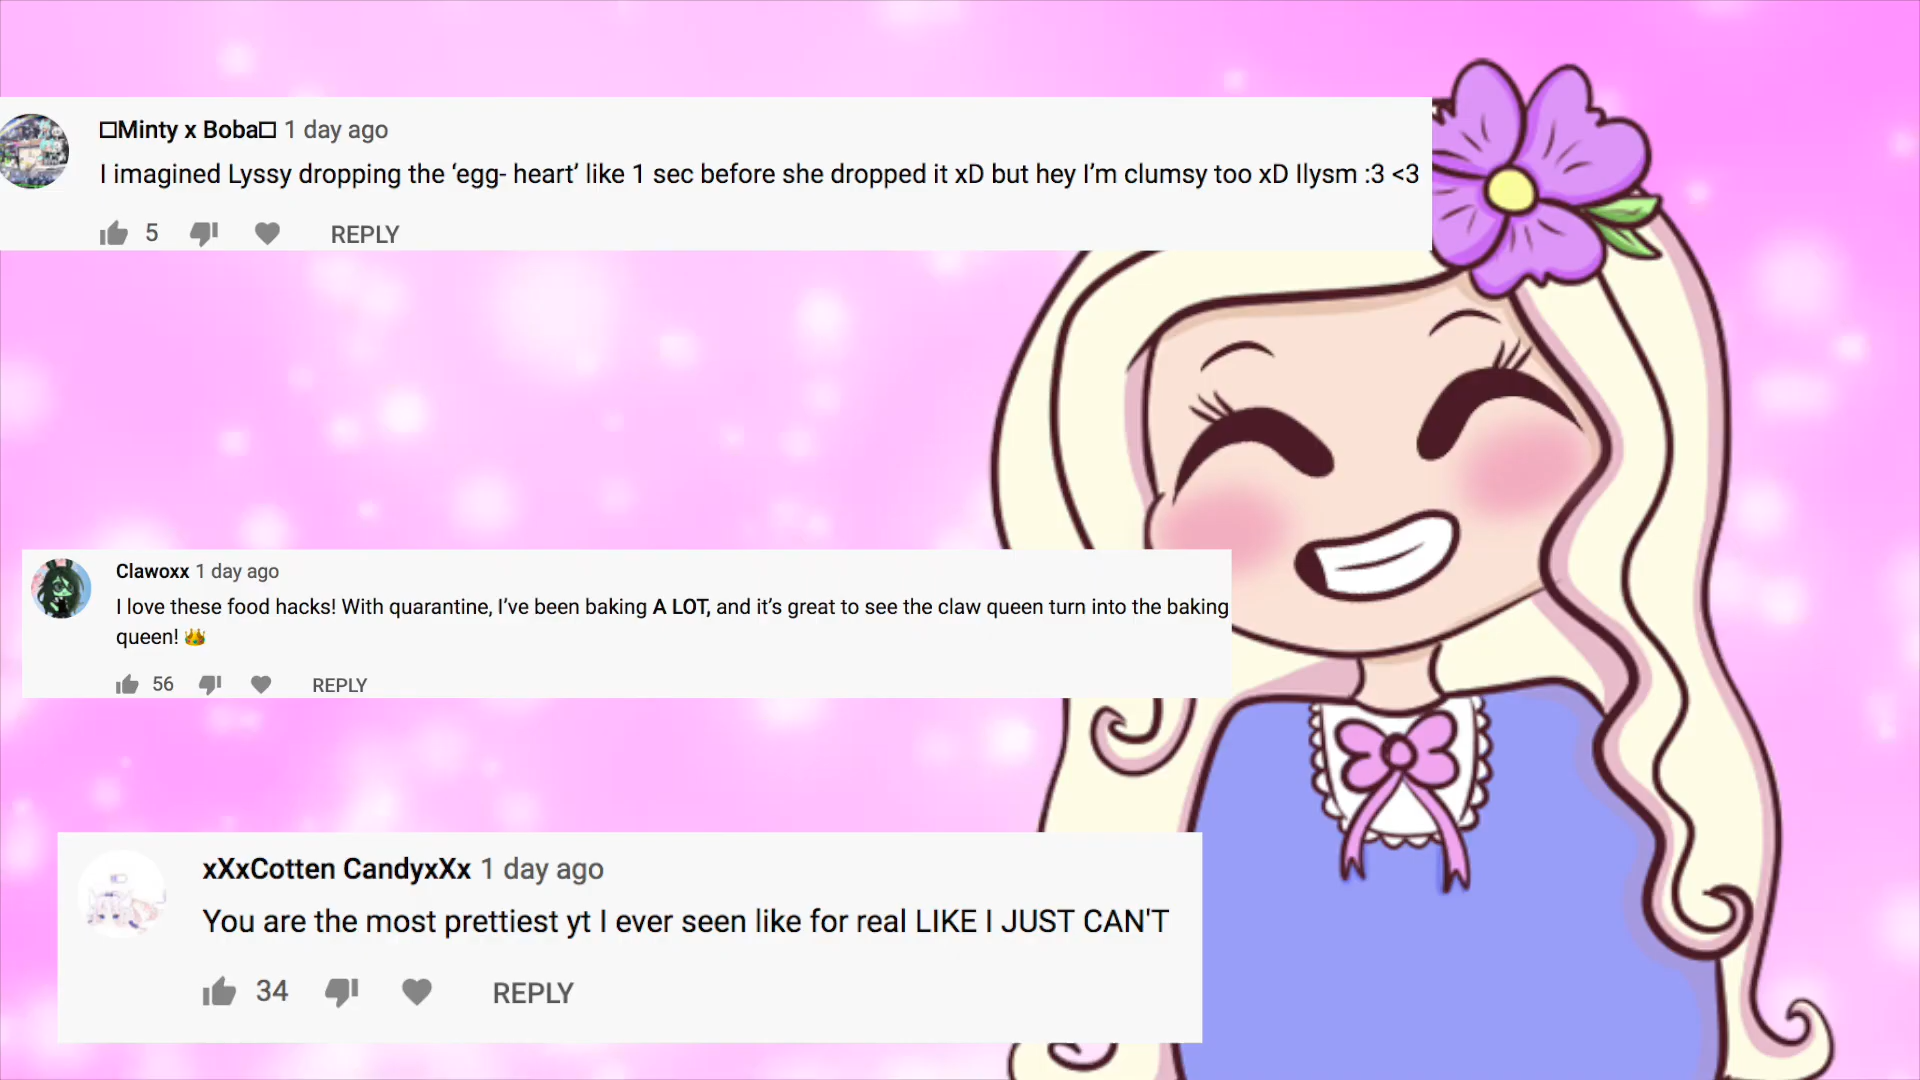 □Minty x Boba□ 1 day ago
I imagined Lyssy dropping the ‘egg- heart’ like 1 sec before she dropped it xD but hey I’m clumsy too xD llysm :3 <3
5 REPLY
Clawoxx 1 day ago
I love these food hacks! With quarantine, I’ve been baking A LOT, and it’s great to see the claw queen turn into the baking
queen! 👑
56 REPLY
xXxCotten CandyxXx 1 day ago
You are the most prettiest yt I ever seen like for real LIKE I JUST CAN'T
34 REPLY